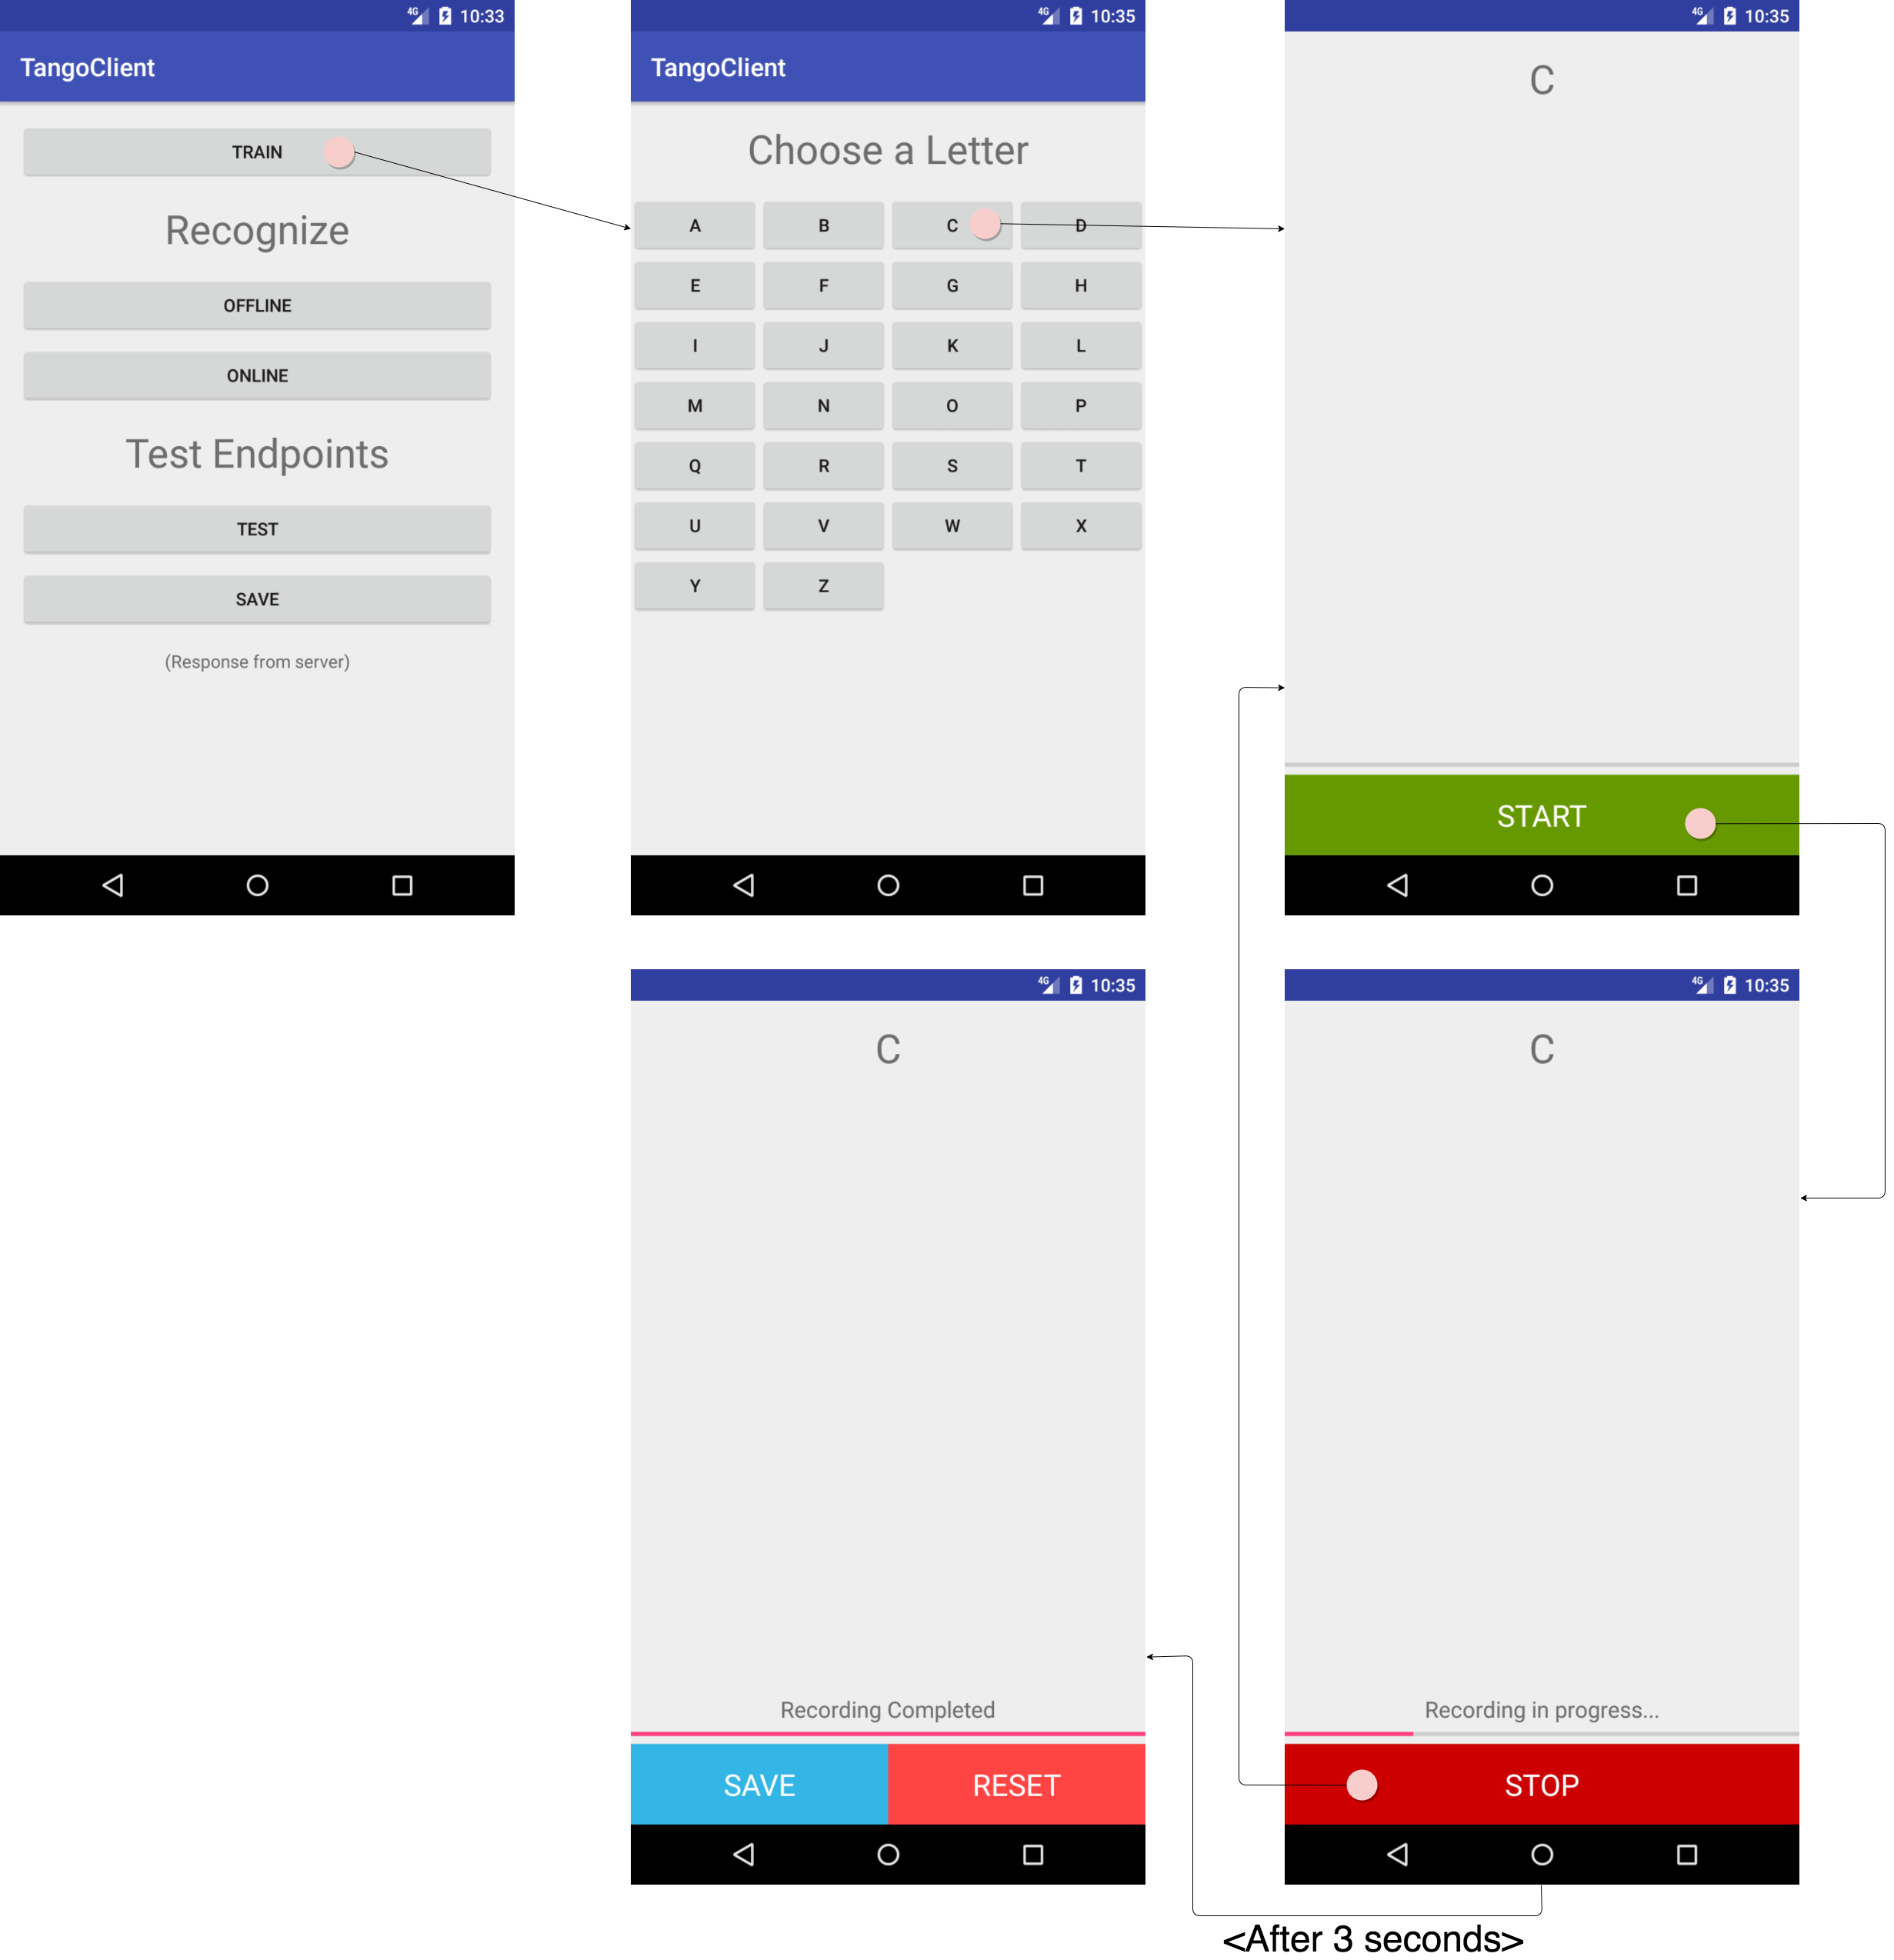 4G 10:33
TangoClient
TRAIN
Recognize
OFFLINE
ONLINE
Test Endpoints
TEST
SAVE
(Response from server)
4G 10:35
TangoClient
Choose a Letter
A B C D
E F G H
I J K L
M N O P
Q R S T
U V W X
Y Z
4G 10:35
C
START
4G 10:35
C
Recording Completed
SAVE RESET
4G 10:35
C
Recording in progress...
STOP
<After 3 seconds>